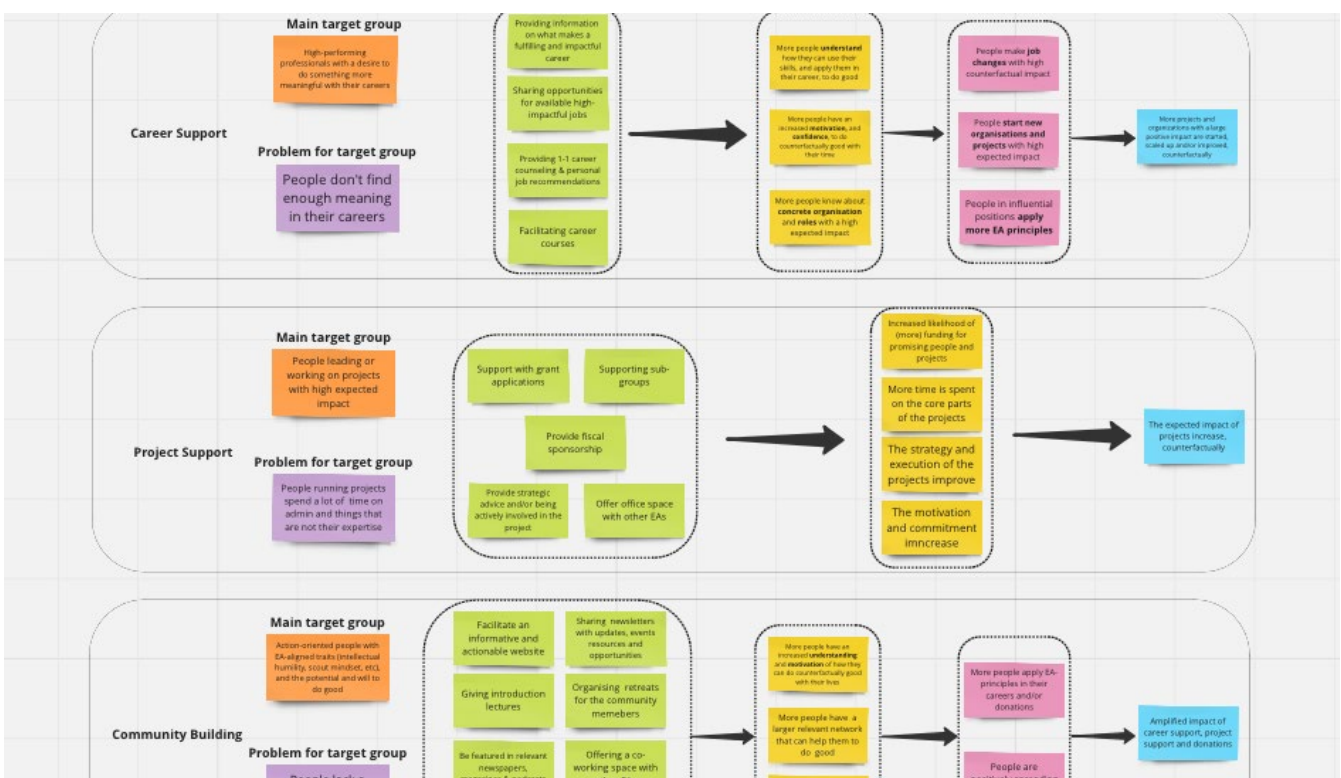 Main target group
High-performing
professionals with a desire to
do something more
meaningful with their careers
Career Support
Problem for target group
People don't find
enough meaning
in their careers
Providing information
on what makes a
fulfilling and impactful
career
Sharing opportunities
for available high-
impactful jobs
Providing 1-1 career
counseling & personal
job recommendations
Facilitating career
courses
More people understand
how they can use their
skills, and apply them in
their career, to do good
More people have an
increased motivation, and
confidence, to do
counterfactually good with
their time
More people know about
concrete organisation
and roles with a high
expected impact
People make job
changes with high
counterfactual impact
People start new
organisations and
projects with high
expected impact
People in influential
positions apply
more EA principles
More projects and
organizations with a large
positive impact are started,
scaled up and/or improved,
counterfactually
Main target group
People leading or
working on projects
with high expected
impact
Project Support
Problem for target group
People running projects
spend a lot of time on
admin and things that
are not their expertise
Support with grant
applications
Supporting sub-
groups
Provide fiscal
sponsorship
Provide strategic
advice and/or being
actively involved in the
project
Offer office space
with other EAs
Increased likelihood of
(more) funding for
promising people and
projects
More time is spent
on the core parts
of the projects
The strategy and
execution of the
projects improve
The motivation
and commitment
imncrease
The expected impact of
projects increase,
counterfactually
Main target group
Action-oriented people with
EA-aligned traits (intellectual
humility, scout mindset, etc),
and the potential and will to
do good
Community Building
Problem for target group
Facilitate an
informative and
actionable website
Sharing newsletters
with updates, events
resources and
opportunities
Giving introduction
lectures
Organising retreats
for the community
memebers
Be featured in relevant
newspapers,
Offering a co-
working space with
More people have an
increased understanding
and motivation of how they
can do counterfactually good
with their lives
More people have a
larger relevant network
that can help them to
do good
More people apply EA-
principles in their
careers and/or
donations
People are
Amplified impact of
career support, project
support and donations